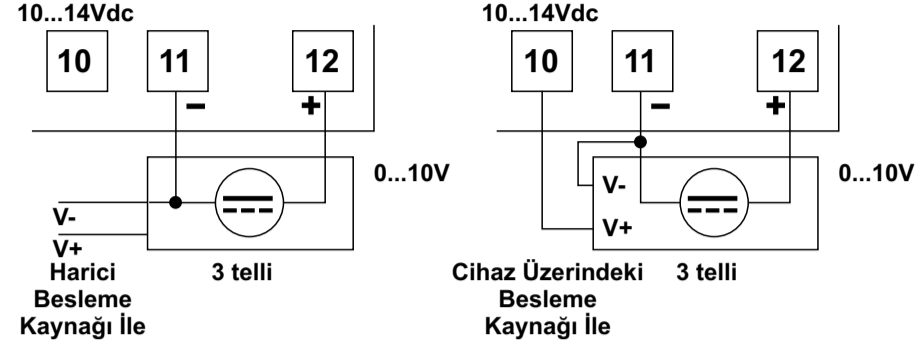 10...14Vdc
10
11
12
–
+
0...10V
V-
V+
Harici
Besleme
Kaynağı İle
3 telli
10...14Vdc
10
11
12
–
+
0...10V
V-
V+
Cihaz Üzerindeki
Besleme
Kaynağı İle
3 telli